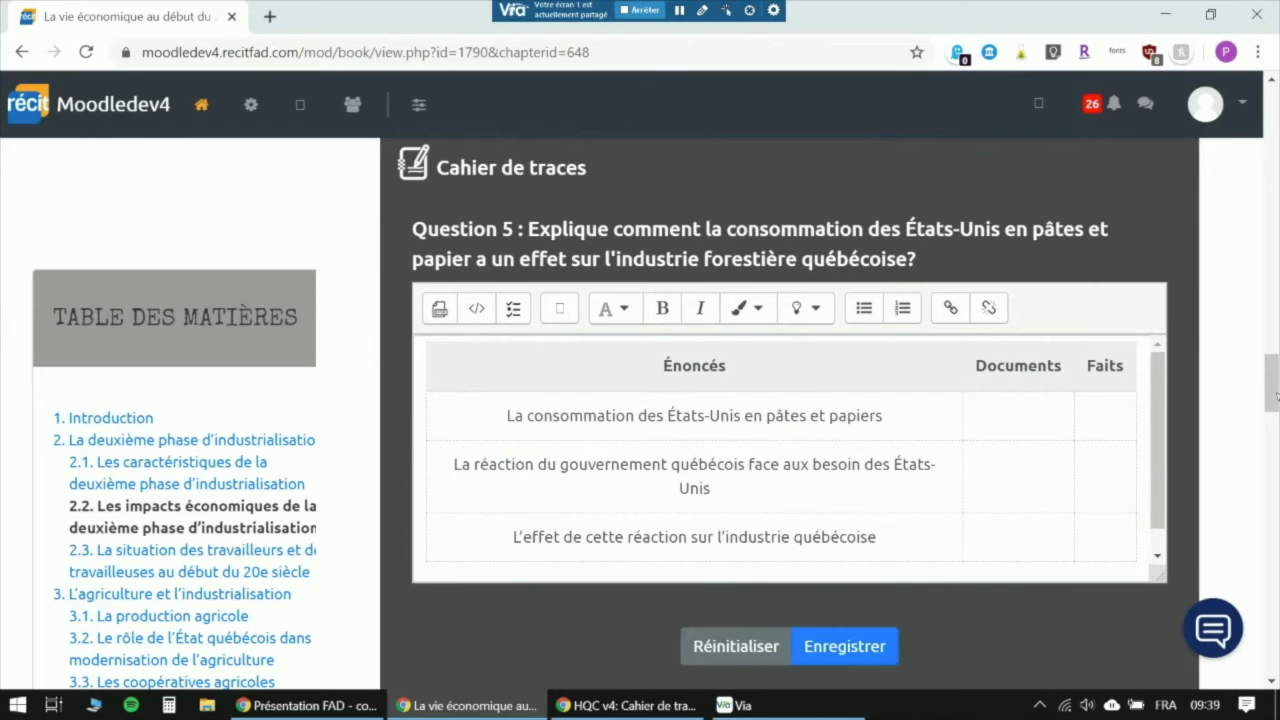 La vie économique au début du
Votre écran 1 est
actuellement partagé
Via
Arrêter
moodledev4.recitfad.com/mod/book/view.php?id=1790&chapterid=648
0
R
fonts
8
P
récit Moodledev4
26
Cahier de traces
Question 5 : Explique comment la consommation des États-Unis en pâtes et
papier a un effet sur l'industrie forestière québécoise?
A
B
I
Énoncés Documents Faits
La consommation des États-Unis en pâtes et papiers
La réaction du gouvernement québécois face aux besoin des États-
Unis
L'effet de cette réaction sur l'industrie québécoise
Réinitialiser Enregistrer
TABLE DES MATIÈRES
1. Introduction
2. La deuxième phase d'industrialisatio
2.1. Les caractéristiques de la
deuxième phase d'industrialisation
2.2. Les impacts économiques de la
deuxième phase d'industrialisation
2.3. La situation des travailleurs et de
travailleuses au début du 20e siècle
3. L'agriculture et l'industrialisation
3.1. La production agricole
3.2. Le rôle de l'État québécois dans
modernisation de l'agriculture
3.3. Les coopératives agricoles
Présentation FAD - co...
La vie économique au...
HQC v4: Cahier de tra...
Via Via
FRA
09:39